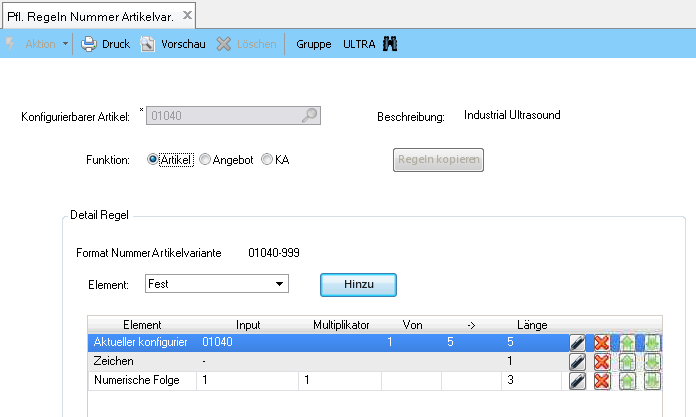 Pfl. Regeln Nummer Artikelvar. X
Aktion Druck Vorschau Löschen Gruppe ULTRA
Konfigurierbarer Artikel: * 01040 Beschreibung: Industrial Ultrasound
Funktion: Artikel Angebot KA Regeln kopieren
Detail Regel
Format Nummer Artikelvariante 01040-999
Element: Fest Hinzu
Element Input Multiplikator Von -> Länge
Aktueller konfigurier 01040 1 5 5
Zeichen - 1
Numerische Folge 1 1 3